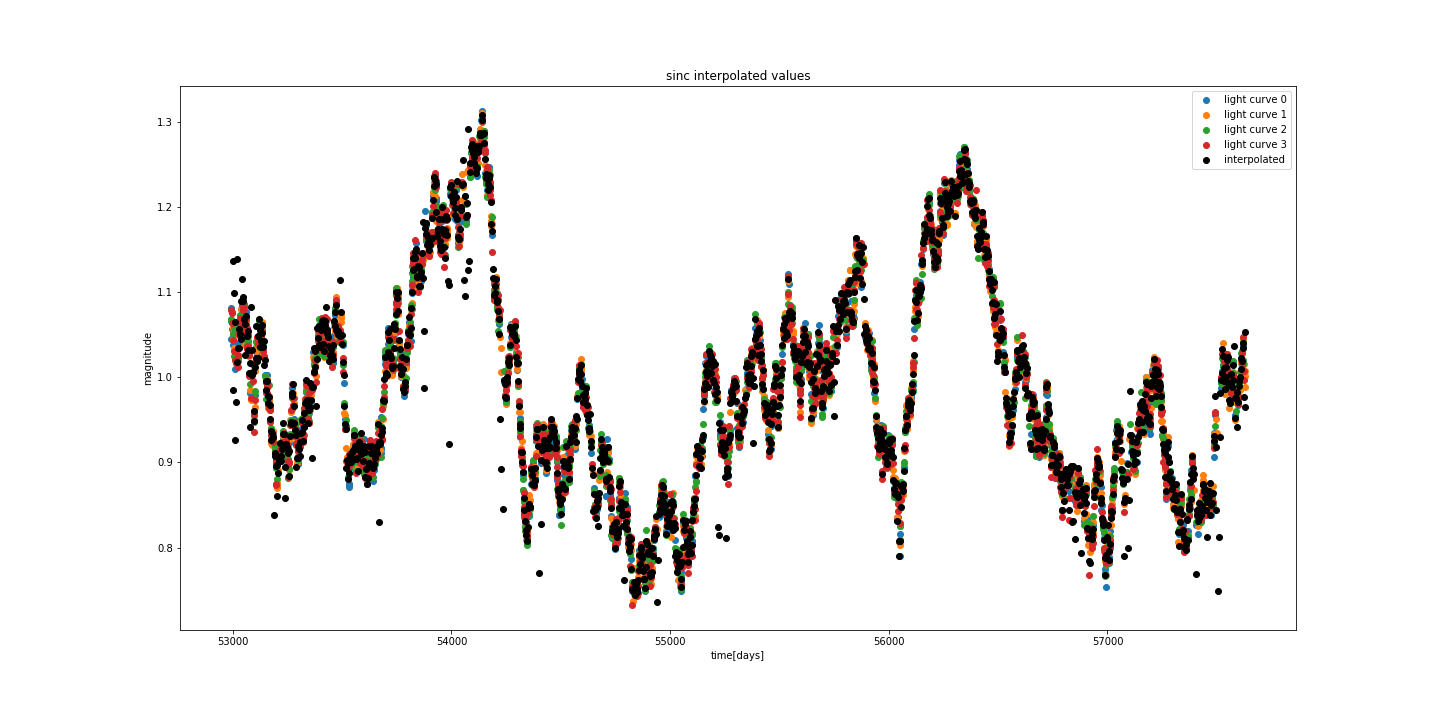 sinc interpolated values
light curve 0
light curve 1
light curve 2
light curve 3
interpolated
magnitude
1.3
1.2
1.1
1.0
0.9
0.8
53000 54000 55000 56000 57000
time[days]